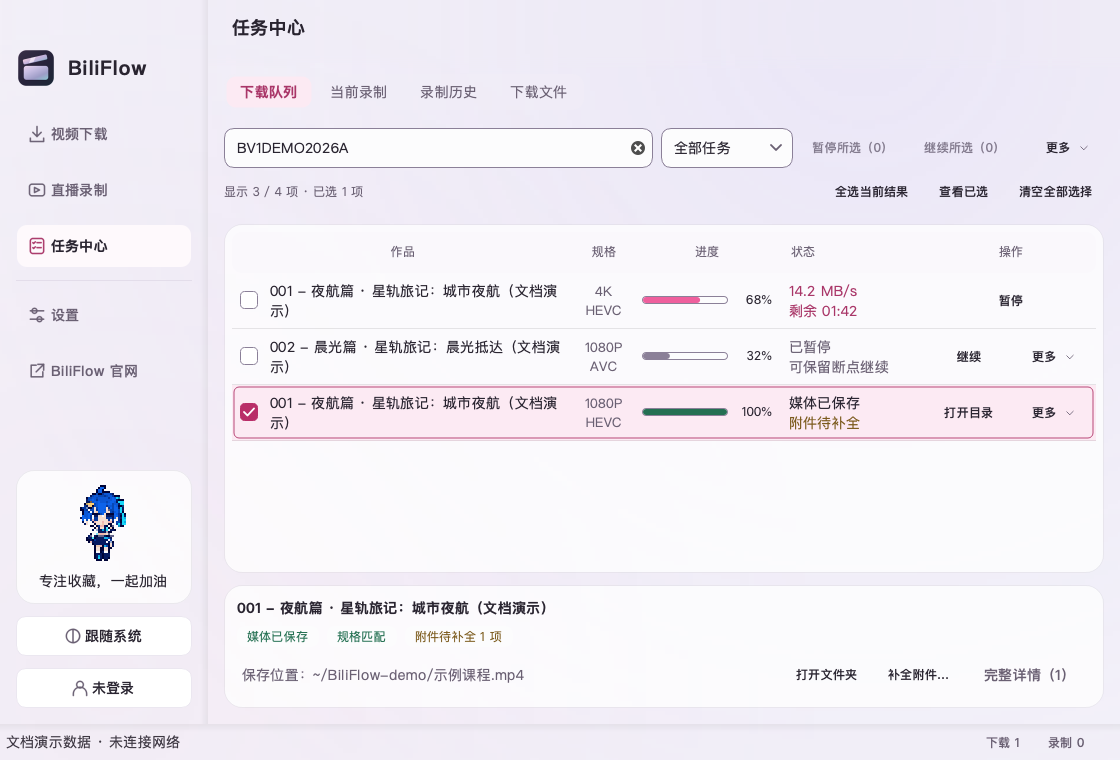 BiliFlow
视频下载
直播录制
任务中心
设置
BiliFlow 官网
专注收藏，一起加油
跟随系统
未登录
任务中心
下载队列 当前录制 录制历史 下载文件
BV1DEMO2026A 全部任务 暂停所选（0） 继续所选（0） 更多
显示 3 / 4 项 · 已选 1 项 全选当前结果 查看已选 清空全部选择
作品 规格 进度 状态 操作
001 – 夜航篇 · 星轨旅记：城市夜航（文档演
示）
4K
HEVC
68%
14.2 MB/s
剩余 01:42
暂停
002 – 晨光篇 · 星轨旅记：晨光抵达（文档演
示）
1080P
AVC
32%
已暂停
可保留断点继续
继续 更多
001 – 夜航篇 · 星轨旅记：城市夜航（文档演
示）
1080P
HEVC
100%
媒体已保存
附件待补全
打开目录 更多
001 – 夜航篇 · 星轨旅记：城市夜航（文档演示）
媒体已保存 规格匹配 附件待补全 1 项
保存位置：~/BiliFlow-demo/示例课程.mp4 打开文件夹 补全附件... 完整详情（1）
文档演示数据 · 未连接网络 下载 1 录制 0